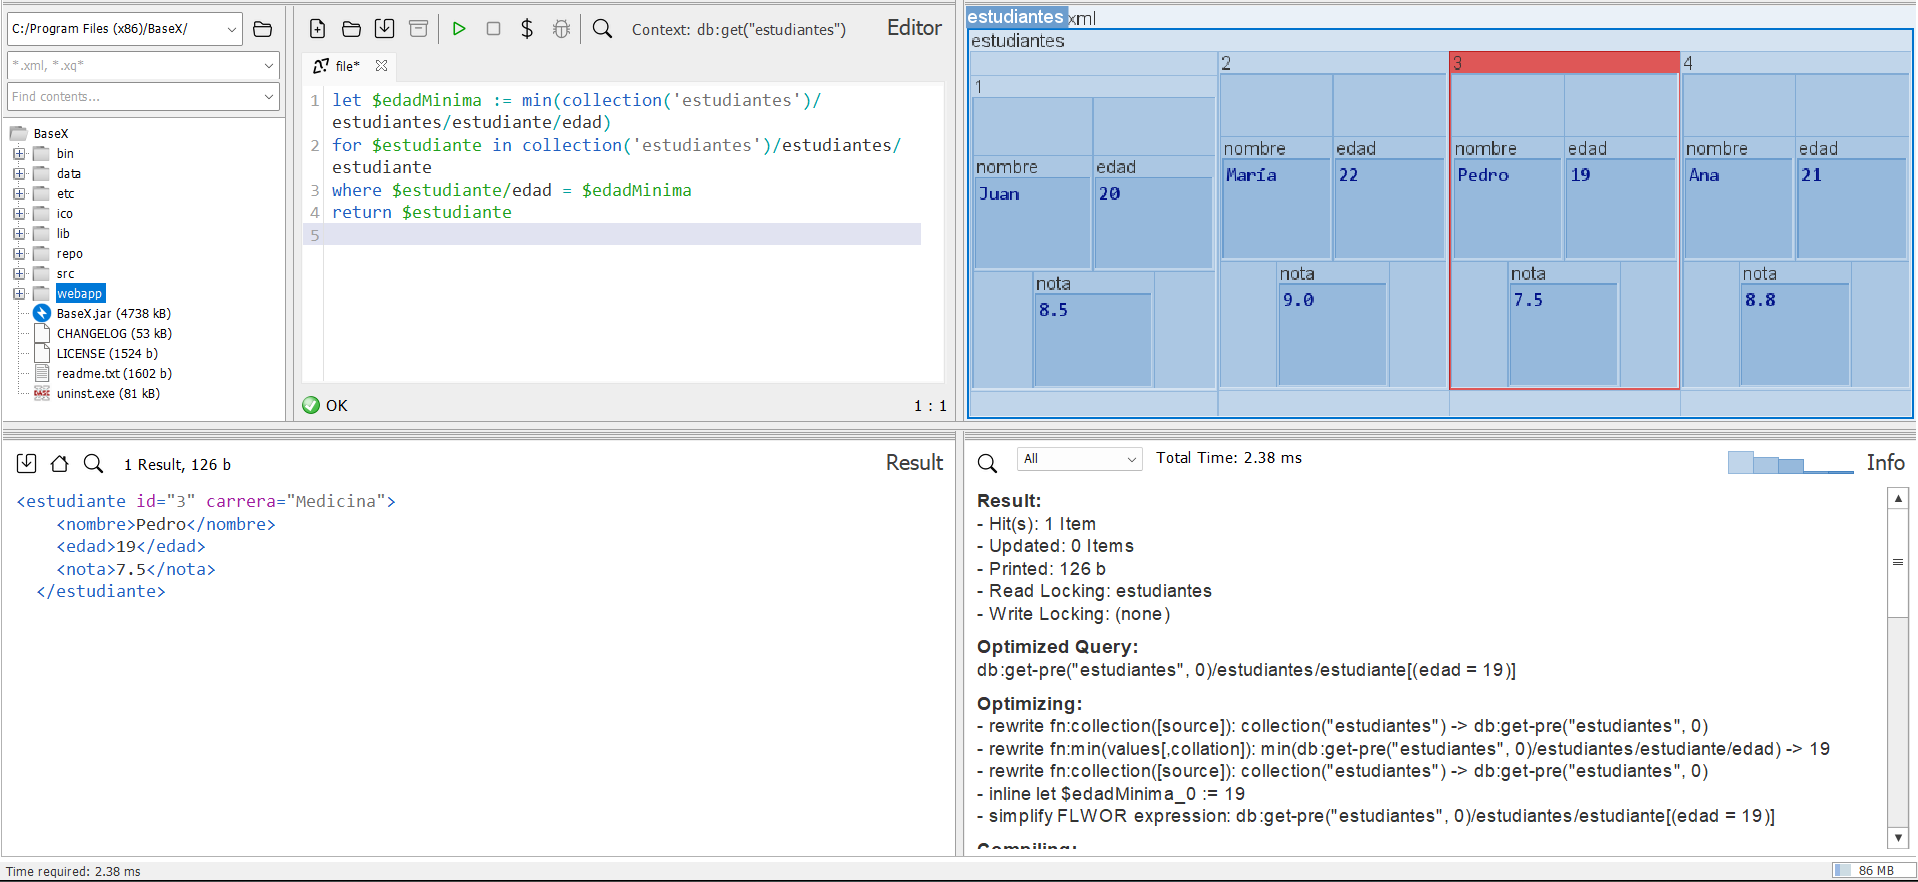 C:/Program Files (x86)/BaseX/
*.xml, *.xq*
Find contents...
BaseX
bin
data
etc
ico
lib
repo
src
webapp
BaseX.jar (4738 kB)
CHANGELOG (53 kB)
LICENSE (1524 b)
readme.txt (1602 b)
uninst.exe (81 kB)
Context: db:get("estudiantes")
Editor
file*
1 let $edadMinima := min(collection('estudiantes')/
estudiantes/estudiante/edad)
2 for $estudiante in collection('estudiantes')/estudiantes/
estudiante
3 where $estudiante/edad = $edadMinima
4 return $estudiante
5
OK
1 : 1
estudiantes.xml
estudiantes
1
nombre
Juan
edad
20
nota
8.5
2
nombre
María
edad
22
nota
9.0
3
nombre
Pedro
edad
19
nota
7.5
4
nombre
Ana
edad
21
nota
8.8
1 Result, 126 b
Result
<estudiante id="3" carrera="Medicina">
<nombre>Pedro</nombre>
<edad>19</edad>
<nota>7.5</nota>
</estudiante>
All
Total Time: 2.38 ms
Info
Result:
- Hit(s): 1 Item
- Updated: 0 Items
- Printed: 126 b
- Read Locking: estudiantes
- Write Locking: (none)
Optimized Query:
db:get-pre("estudiantes", 0)/estudiantes/estudiante[(edad = 19)]
Optimizing:
- rewrite fn:collection([source]): collection("estudiantes") -> db:get-pre("estudiantes", 0)
- rewrite fn:min(values[,collation]): min(db:get-pre("estudiantes", 0)/estudiantes/estudiante/edad) -> 19
- rewrite fn:collection([source]): collection("estudiantes") -> db:get-pre("estudiantes", 0)
- inline let $edadMinima_0 := 19
- simplify FLWOR expression: db:get-pre("estudiantes", 0)/estudiantes/estudiante[(edad = 19)]
Compiling:
Time required: 2.38 ms
86 MB